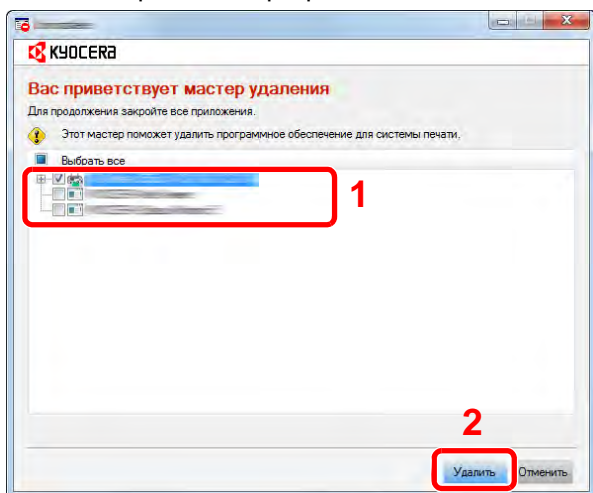 KYOCERA
Вас приветствует мастер удаления
Для продолжения закройте все приложения.
Этот мастер поможет удалить программное обеспечение для системы печати.
Выбрать все
1
2
Удалить Отменить